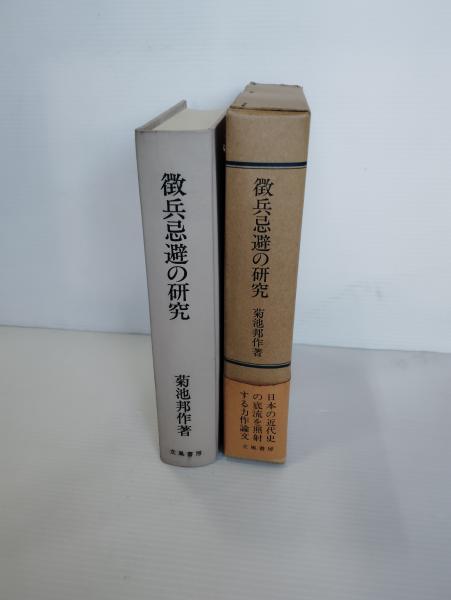 徴兵忌避の研究
菊池邦作著
立風書房
徴兵忌避の研究
菊池邦作著
日本の近代史
の底流を照射
する力作論文
立風書房